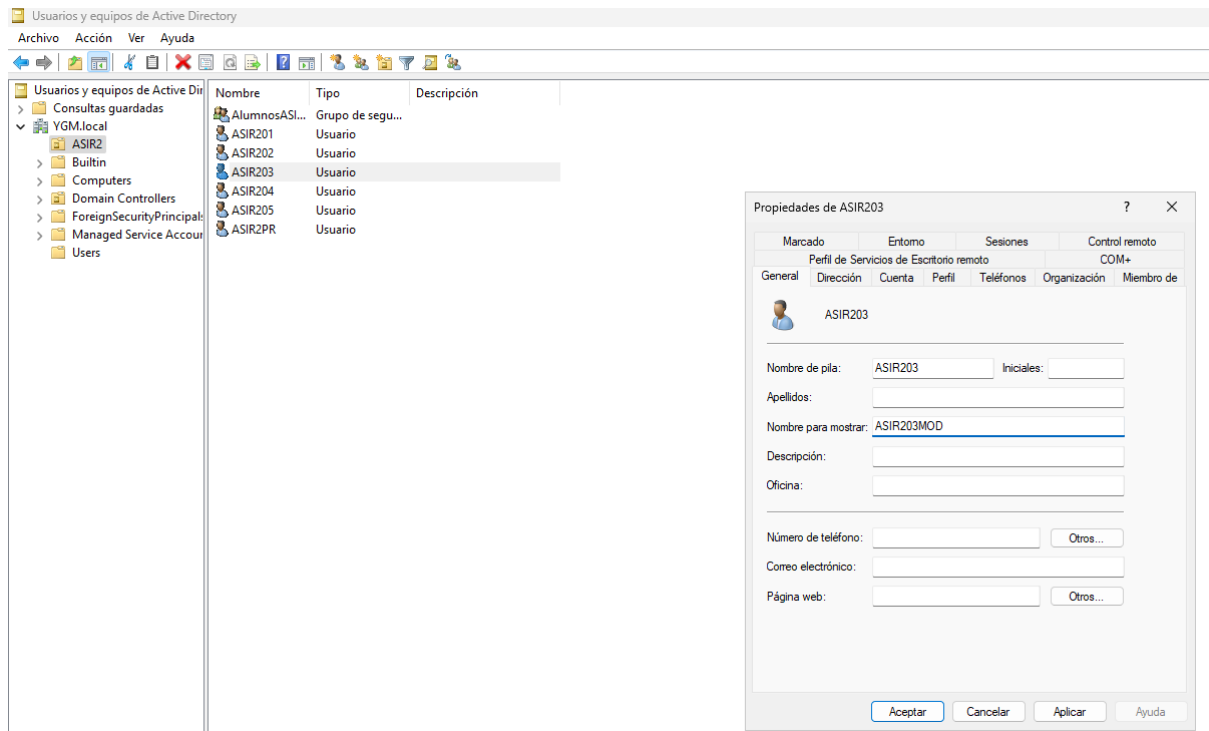 Usuarios y equipos de Active Directory
Archivo Acción Ver Ayuda
Usuarios y equipos de Active Dir
Consultas guardadas
YGM.local
ASIR2
Builtin
Computers
Domain Controllers
ForeignSecurityPrincipals
Managed Service Accour
Users
Nombre Tipo Descripción
AlumnosASI... Grupo de segu...
ASIR201 Usuario
ASIR202 Usuario
ASIR203 Usuario
ASIR204 Usuario
ASIR205 Usuario
ASIR2PR Usuario
Propiedades de ASIR203 ?
Marcado Entorno Sesiones Control remoto
Perfil de Servicios de Escritorio remoto COM+
General Dirección Cuenta Perfil Teléfonos Organización Miembro de
ASIR203
Nombre de pila: ASIR203 Iniciales:
Apellidos:
Nombre para mostrar: ASIR203MOD
Descripción:
Oficina:
Número de teléfono: Otros...
Correo electrónico:
Página web: Otros...
Aceptar Cancelar Aplicar Ayuda